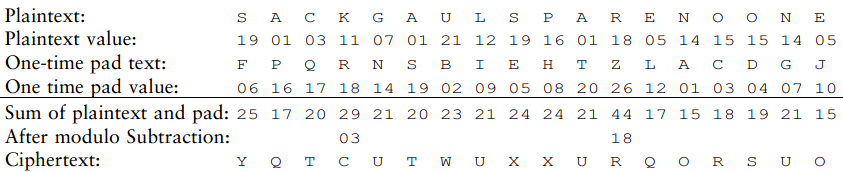 Plaintext: S A C K G A U L S P A R E N O O N E
Plaintext value: 19 01 03 11 07 01 21 12 19 16 01 18 05 14 15 15 14 05
One-time pad text: F P Q R N S B I E H T Z L A C D G J
One time pad value: 06 16 17 18 14 19 02 09 05 08 20 26 12 01 03 04 07 10
Sum of plaintext and pad: 25 17 20 29 21 20 23 21 24 24 21 44 17 15 18 19 21 15
After modulo Subtraction: 03 18
Ciphertext: Y Q T C U T W U X X U R Q O R S U O